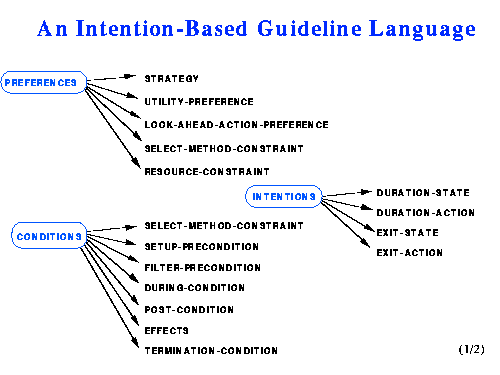 An Intention-Based Guideline Language
PREFERENCES
STRATEGY
UTILITY-PREFERENCE
LOOK-AHEAD-ACTION-PREFERENCE
SELECT-METHOD-CONSTRAINT
RESOURCE-CONSTRAINT
INTENTIONS
DURATION-STATE
DURATION-ACTION
EXIT-STATE
EXIT-ACTION
CONDITIONS
SELECT-METHOD-CONSTRAINT
SETUP-PRECONDITION
FILTER-PRECONDITION
DURING-CONDITION
POST-CONDITION
EFFECTS
TERMINATION-CONDITION
(1/2)